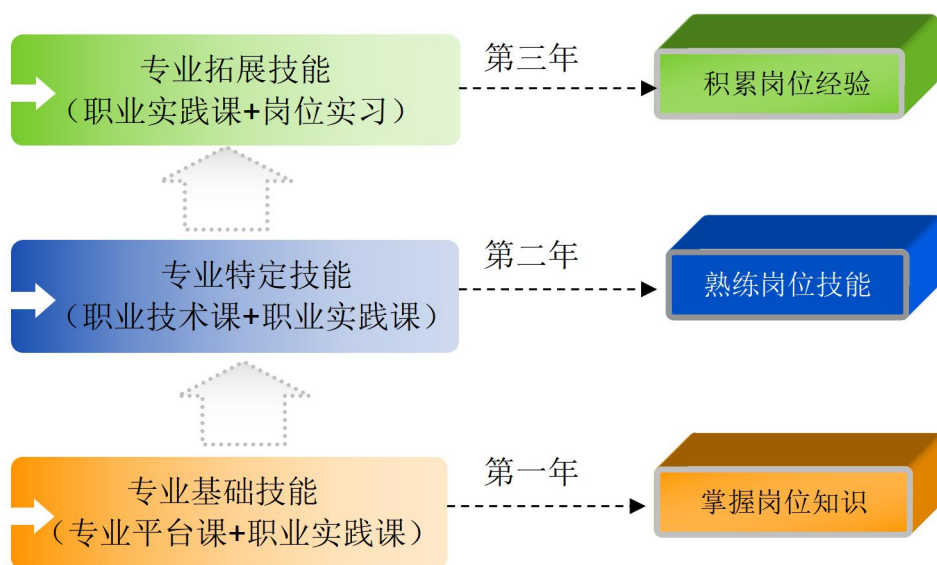 专业拓展技能
（职业实践课+岗位实习）
第三年
积累岗位经验
专业特定技能
（职业技术课+职业实践课）
第二年
熟练岗位技能
专业基础技能
（专业平台课+职业实践课）
第一年
掌握岗位知识